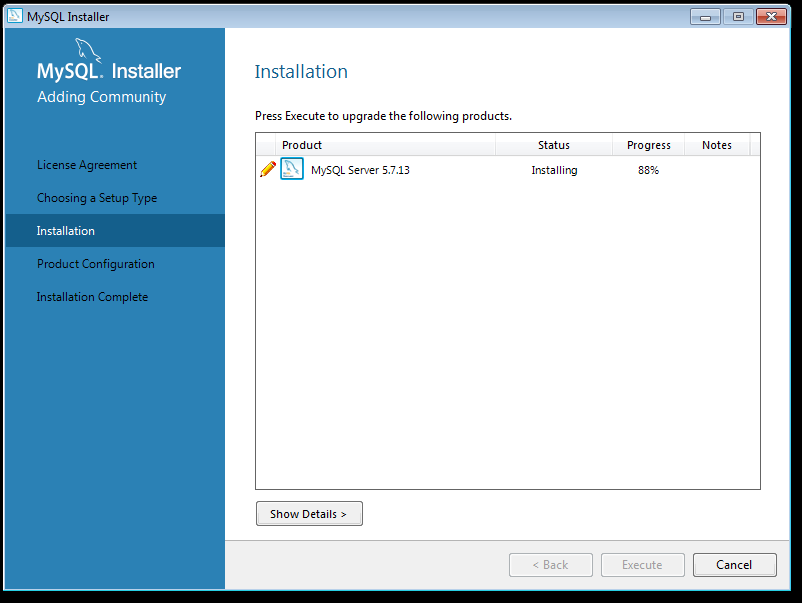 MySQL Installer
MySQL. Installer
Adding Community
License Agreement
Choosing a Setup Type
Installation
Product Configuration
Installation Complete
Installation
Press Execute to upgrade the following products.
Product Status Progress Notes
MySQL Server 5.7.13 Installing 88%
Show Details >
< Back Execute Cancel